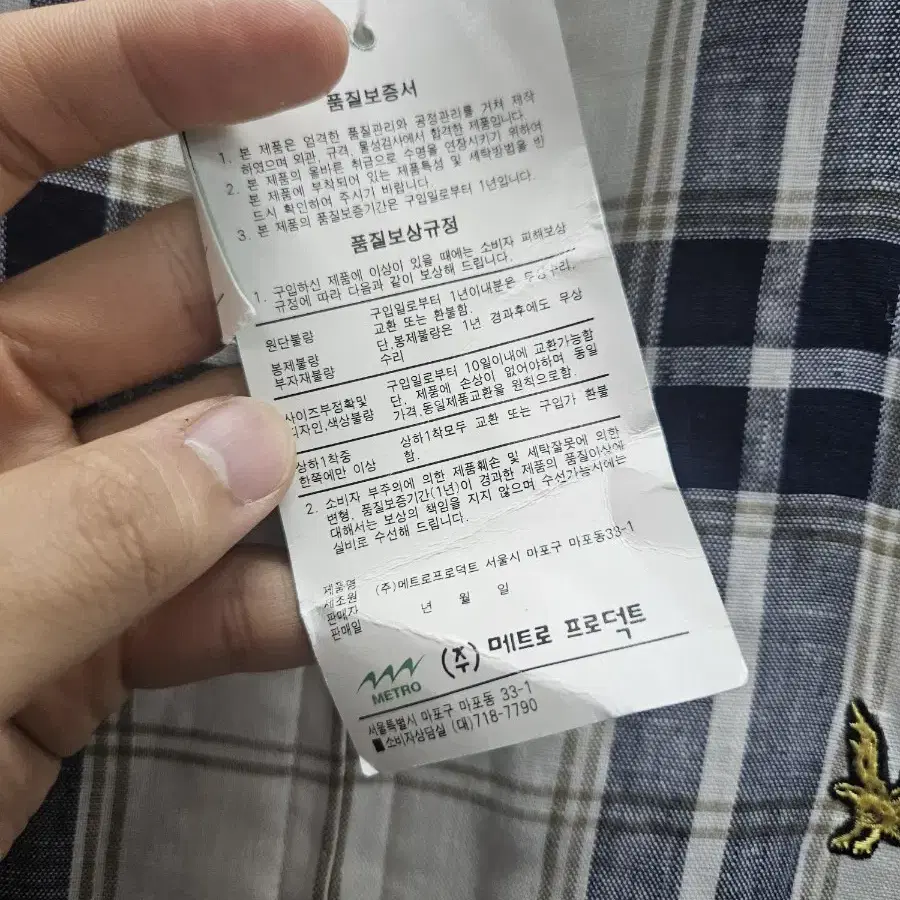 품질보증서
1. 본 제품은 엄격한 품질관리와 공정관리를 거쳐 제작
하였으며 외관, 규격, 물성검사에서 합격한 제품입니다
2. 본 제품의 올바른 취급으로 수명을 연장시키기 위하여
본 제품에 부착되어 있는 제품특성 및 세탁방법을 반
드시 확인하여 주시기 바랍니다.
3. 본 제품의 품질보증기간은 구입일로부터 1년입니다.
품질보상규정
1. 구입하신 제품에 이상이 있을 때에는 소비자 피해보상
규정에 따라 다음과 같이 보상해 드립니다.
원단불량
봉제불량
부자재불량
구입일로부터 1년이내분은
교환 또는 환불함.
단,봉제불량은 1년 경과후에도 무상
수리
사이즈부정확및
디자인,색상불량
구입일로부터 10일이내에 교환가능함
단, 제품에 손상이 없어야하며 동일
가격,동일제품교환을 원칙으로함.
상하1착중
한쪽에만 이상
상하1착모두 교환 또는 구입가 환불
함.
2. 소비자 부주의에 의한 제품훼손 및 세탁잘못에 의한
변형, 품질보증기간(1년)이 경과한 제품의 품질이상에
대해서는 보상의 책임을 지지 않으며 수선가능시에는
실비로 수선해 드립니다.
제품명
제조원 (주)메트로프로덕트 서울시 마포구 마포동33-1
판매자
판매일 년 월 일
METRO (주) 메트로 프로덕트
서울특별시 마포구 마포동 33-1
■소비자상담실 (대)718-7790